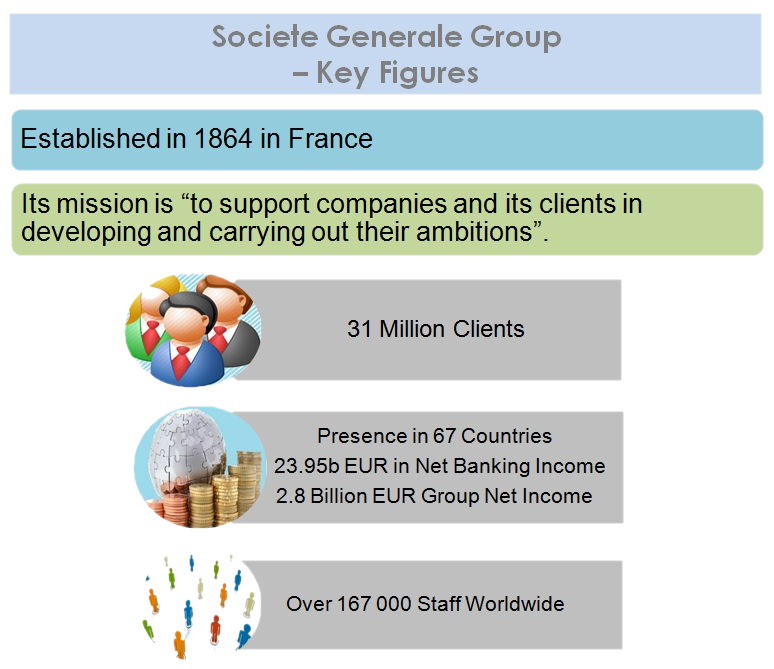 Societe Generale Group
– Key Figures
Established in 1864 in France
Its mission is “to support companies and its clients in
developing and carrying out their ambitions”.
31 Million Clients
Presence in 67 Countries
23.95b EUR in Net Banking Income
2.8 Billion EUR Group Net Income
Over 167 000 Staff Worldwide